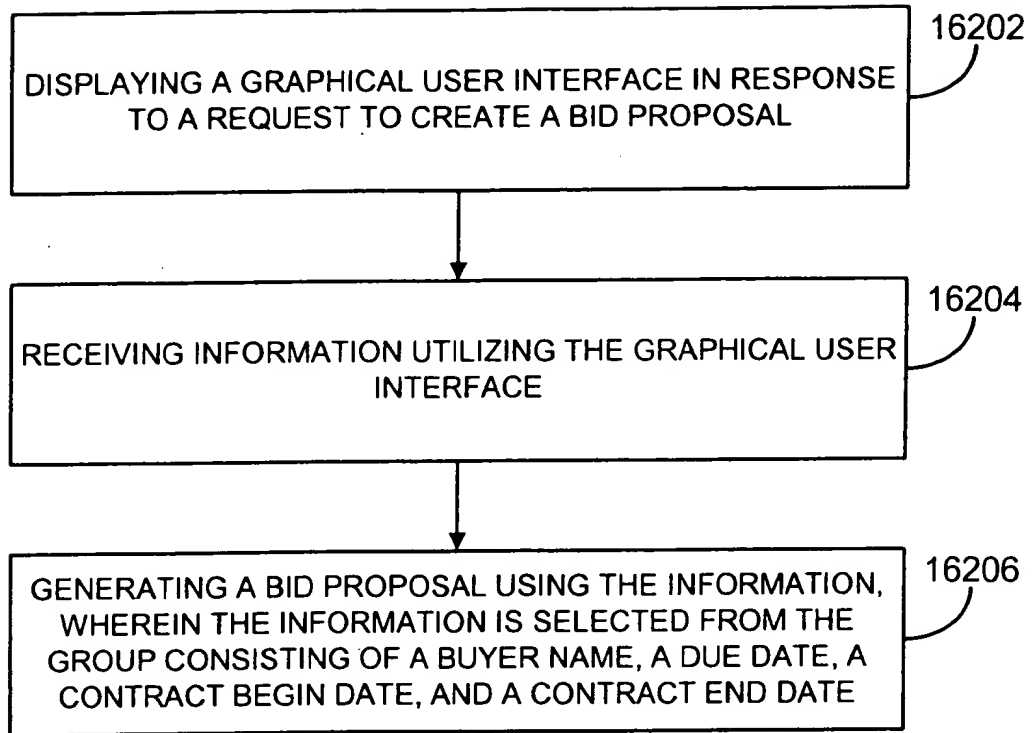 16202
DISPLAYING A GRAPHICAL USER INTERFACE IN RESPONSE
TO A REQUEST TO CREATE A BID PROPOSAL
16204
RECEIVING INFORMATION UTILIZING THE GRAPHICAL USER
INTERFACE
16206
GENERATING A BID PROPOSAL USING THE INFORMATION,
WHEREIN THE INFORMATION IS SELECTED FROM THE
GROUP CONSISTING OF A BUYER NAME, A DUE DATE, A
CONTRACT BEGIN DATE, AND A CONTRACT END DATE